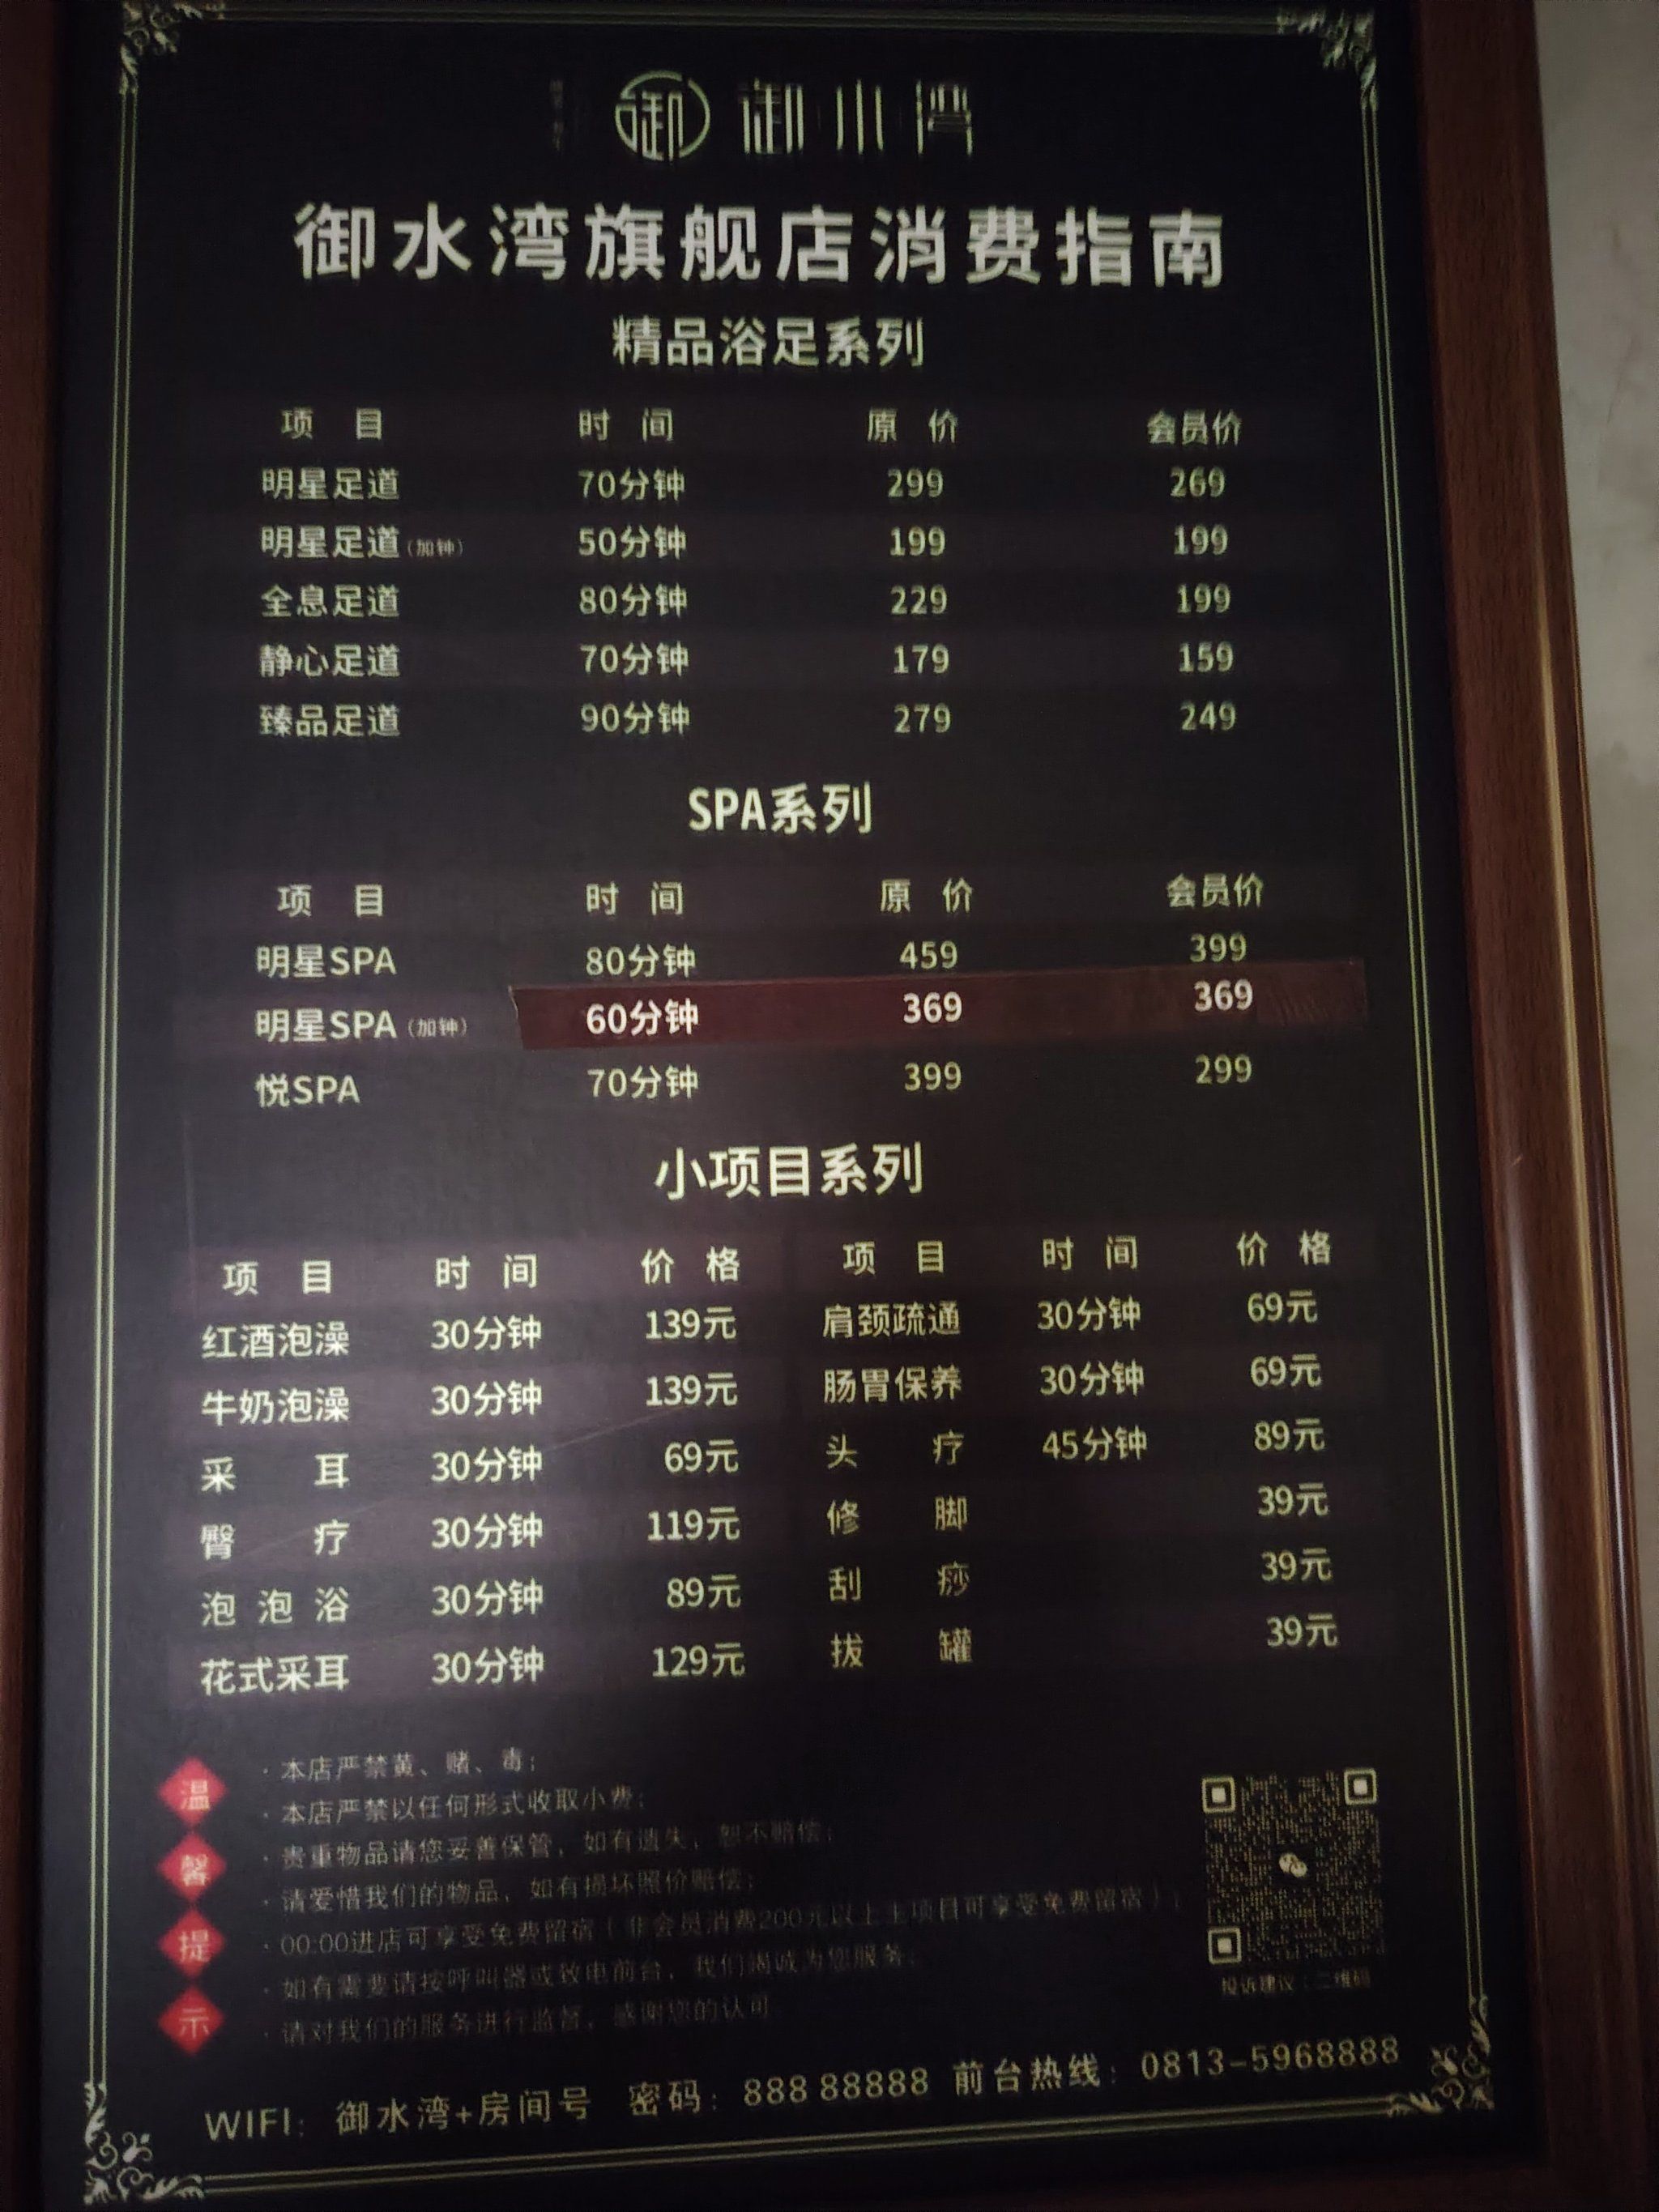 御 御水湾
御水湾旗舰店消费指南
精品浴足系列
项 目 时 间 原 价 会员价
明星足道 70分钟 299 269
明星足道(加钟) 50分钟 199 199
全息足道 80分钟 229 199
静心足道 70分钟 179 159
臻品足道 90分钟 279 249
SPA系列
项 目 时 间 原 价 会员价
明星SPA 80分钟 459 399
明星SPA(加钟) 60分钟 369 369
悦SPA 70分钟 399 299
小项目系列
项 目 时 间 价 格 项 目 时 间 价 格
红酒泡澡 30分钟 139元 肩颈疏通 30分钟 69元
牛奶泡澡 30分钟 139元 肠胃保养 30分钟 69元
采 耳 30分钟 69元 头 疗 45分钟 89元
臀 疗 30分钟 119元 修 脚 39元
泡 泡 浴 30分钟 89元 刮 痧 39元
花式采耳 30分钟 129元 拔 罐 39元
温馨提示
·本店严禁黄、赌、毒;
·本店严禁以任何形式收取小费;
·贵重物品请您妥善保管，如有遗失，恕不赔偿;
·请爱惜我们的物品，如有损坏照价赔偿;
·00:00进店可享受免费留宿(非会员消费200元以上主项目可享受免费留宿);
·如有需要请按呼叫器或致电前台，我们竭诚为您服务;
·请对我们的服务进行监督，感谢您的认可
投诉建议:二维码
WIFI: 御水湾+房间号 密码: 888 88888 前台热线: 0813-5968888